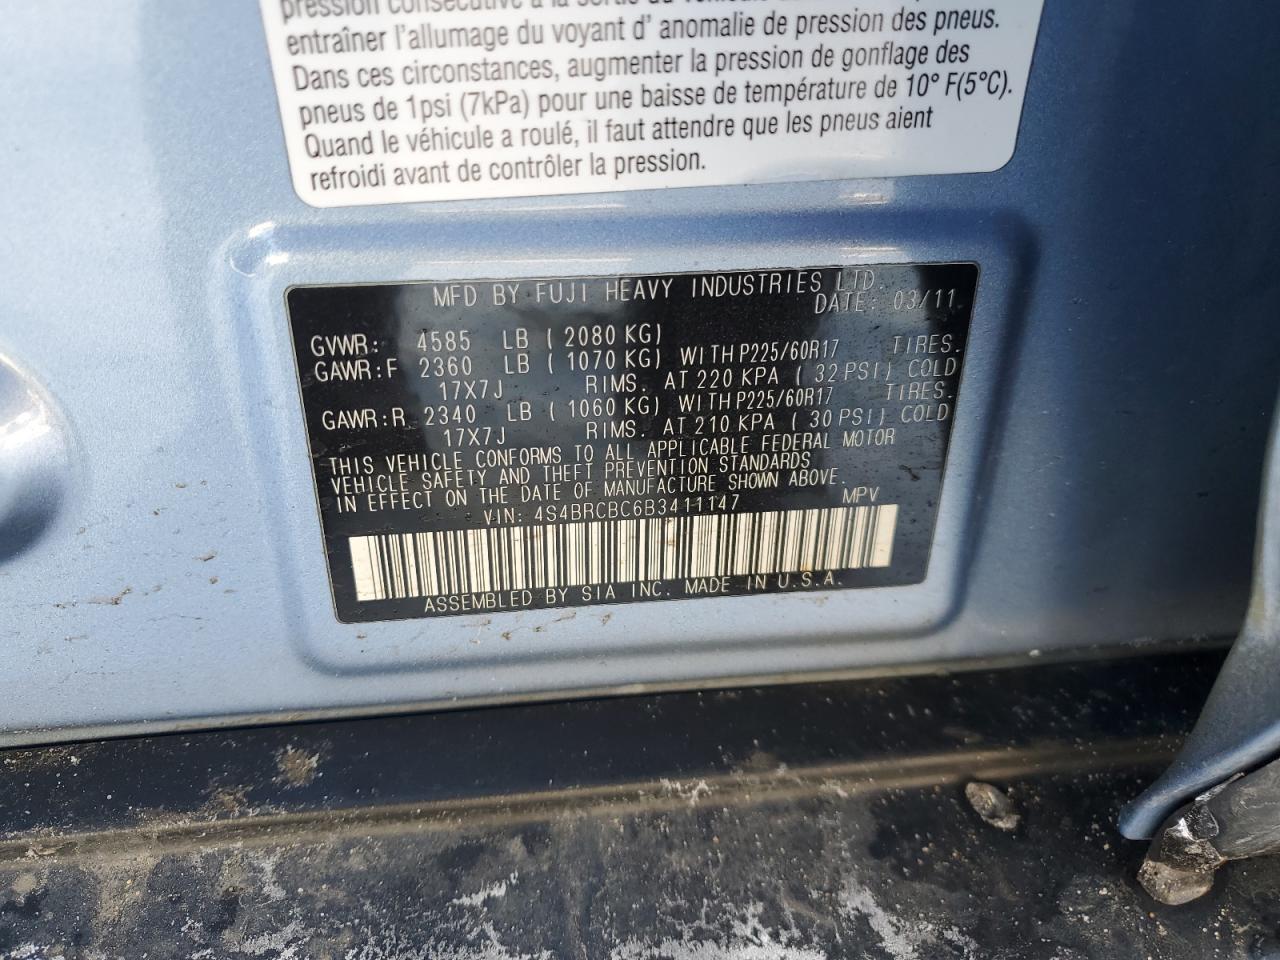 pression consécutive à la sortie du véhicule
entraîner l'allumage du voyant d' anomalie de pression des pneus.
Dans ces circonstances, augmenter la pression de gonflage des
pneus de 1psi (7kPa) pour une baisse de température de 10° F(5°C).
Quand le véhicule a roulé, il faut attendre que les pneus aient
refroidi avant de contrôler la pression.
MFD BY FUJI HEAVY INDUSTRIES LTD.
DATE: 03/11
GVWR: 4585 LB ( 2080 KG)
GAWR:F 2360 LB ( 1070 KG) WITH P225/60R17 TIRES.
17X7J RIMS. AT 220 KPA ( 32 PSI) COLD
GAWR:R 2340 LB ( 1060 KG) WITH P225/60R17 TIRES.
17X7J RIMS. AT 210 KPA ( 30 PSI) COLD
THIS VEHICLE CONFORMS TO ALL APPLICABLE FEDERAL MOTOR
VEHICLE SAFETY AND THEFT PREVENTION STANDARDS
IN EFFECT ON THE DATE OF MANUFACTURE SHOWN ABOVE.
VIN: 4S4BRCBC6B3411147 MPV
ASSEMBLED BY SIA INC. MADE IN U.S.A.